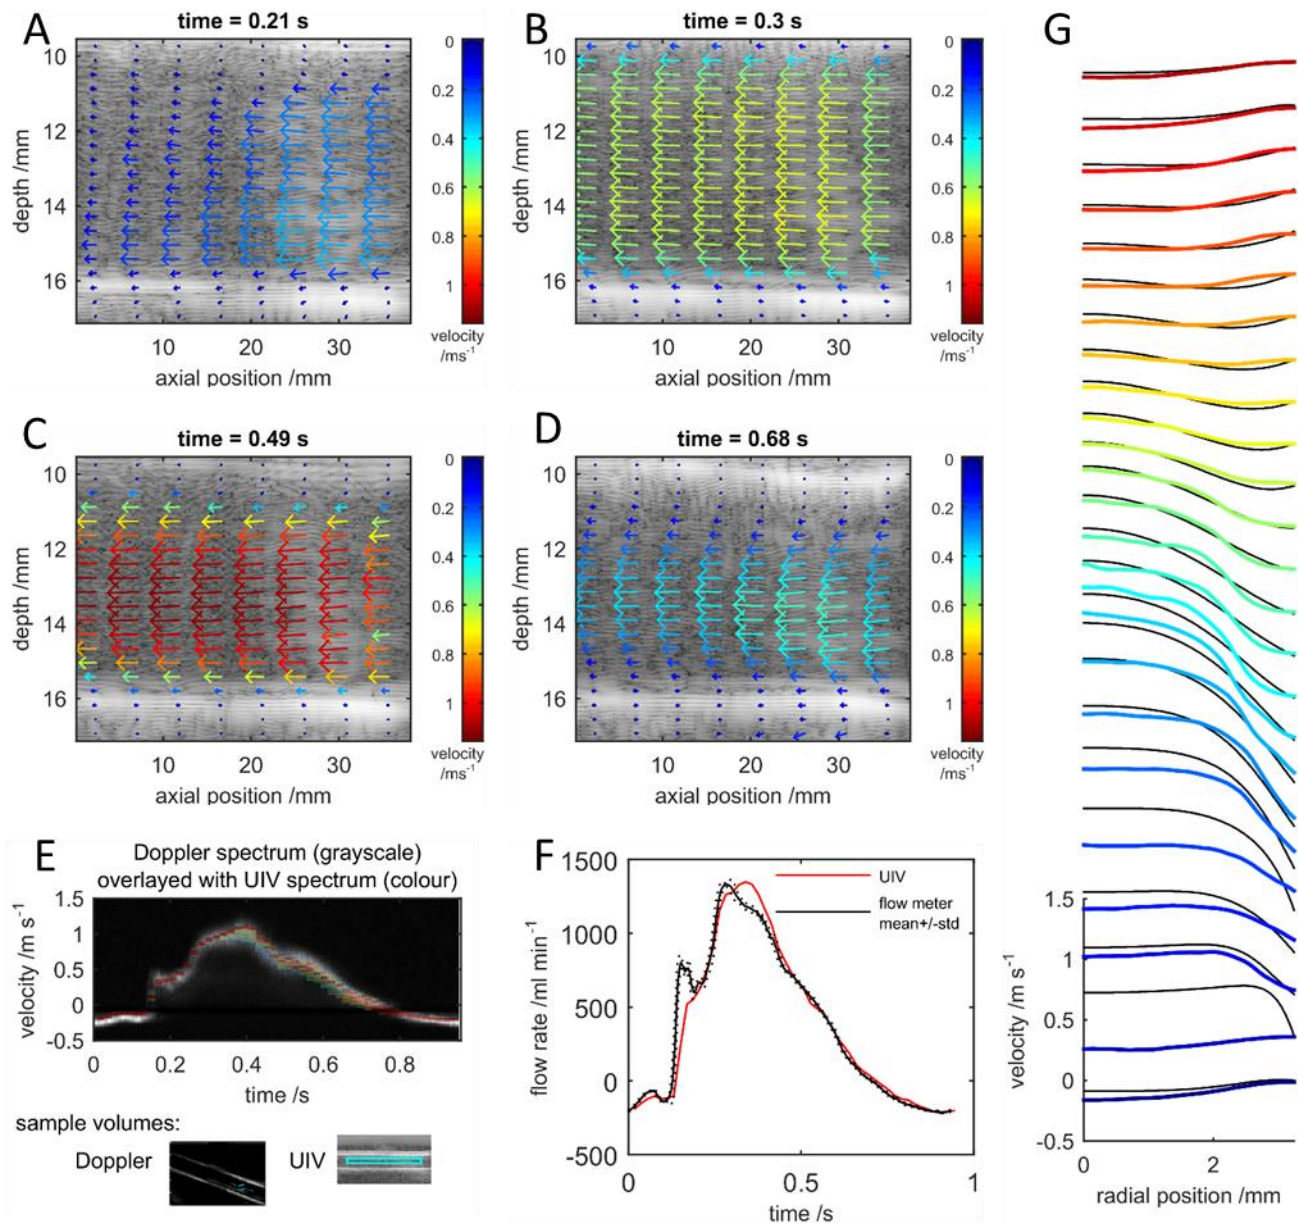 A
time = 0.21 s
10
12
14
16
depth /mm
10
20
30
axial position /mm
0
0.2
0.4
0.6
0.8
1
velocity
/ms⁻¹
B
time = 0.3 s
10
12
14
16
depth /mm
10
20
30
axial position /mm
0
0.2
0.4
0.6
0.8
1
velocity
/ms⁻¹
C
time = 0.49 s
10
12
14
16
depth /mm
10
20
30
axial position /mm
0
0.2
0.4
0.6
0.8
1
velocity
/ms⁻¹
D
time = 0.68 s
10
12
14
16
depth /mm
10
20
30
axial position /mm
0
0.2
0.4
0.6
0.8
1
velocity
/ms⁻¹
E
Doppler spectrum (grayscale)
overlayed with UIV spectrum (colour)
1.5
1
0.5
0
-0.5
velocity /m s⁻¹
0
0.2
0.4
0.6
0.8
time /s
sample volumes:
Doppler
UIV
F
1500
1000
500
0
-500
flow rate /ml min⁻¹
UIV
flow meter
mean+/-std
0
0.5
1
time /s
G
1.5
1
0.5
0
-0.5
velocity /m s⁻¹
0
2
radial position /mm